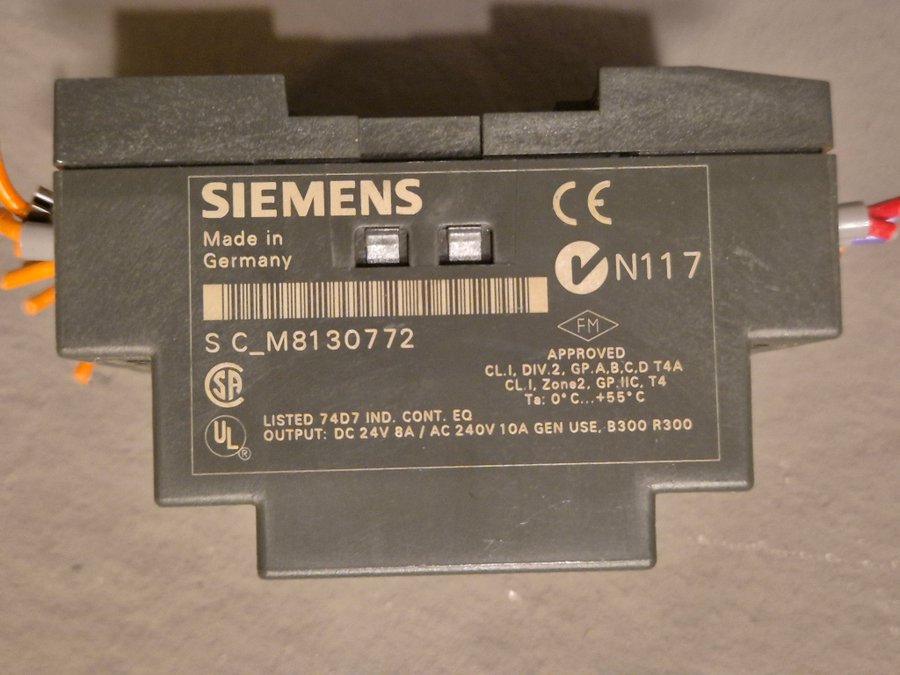 SIEMENS
Made in
Germany
CE
N117
S C_M8130772
FM
APPROVED
CL.I, DIV.2, GP.A,B,C,D T4A
CL.I, Zone2, GP.IIC, T4
Ta: 0°C...+55°C
SA
UL ®
LISTED 74D7 IND. CONT. EQ
OUTPUT: DC 24V 8A / AC 240V 10A GEN USE, B300 R300